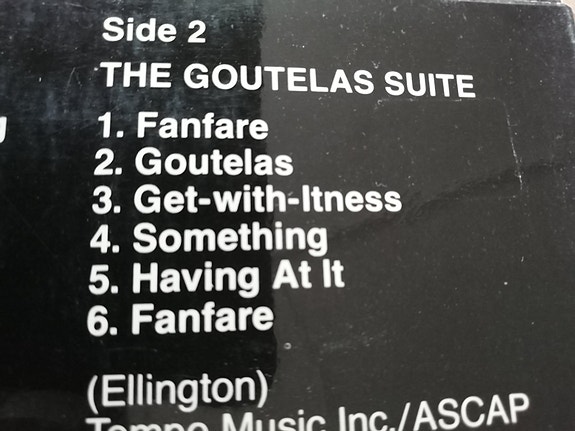 Side 2
THE GOUTELAS SUITE
1. Fanfare
2. Goutelas
3. Get-with-Itness
4. Something
5. Having At It
6. Fanfare
(Ellington)
Tempo Music Inc./ASCAP